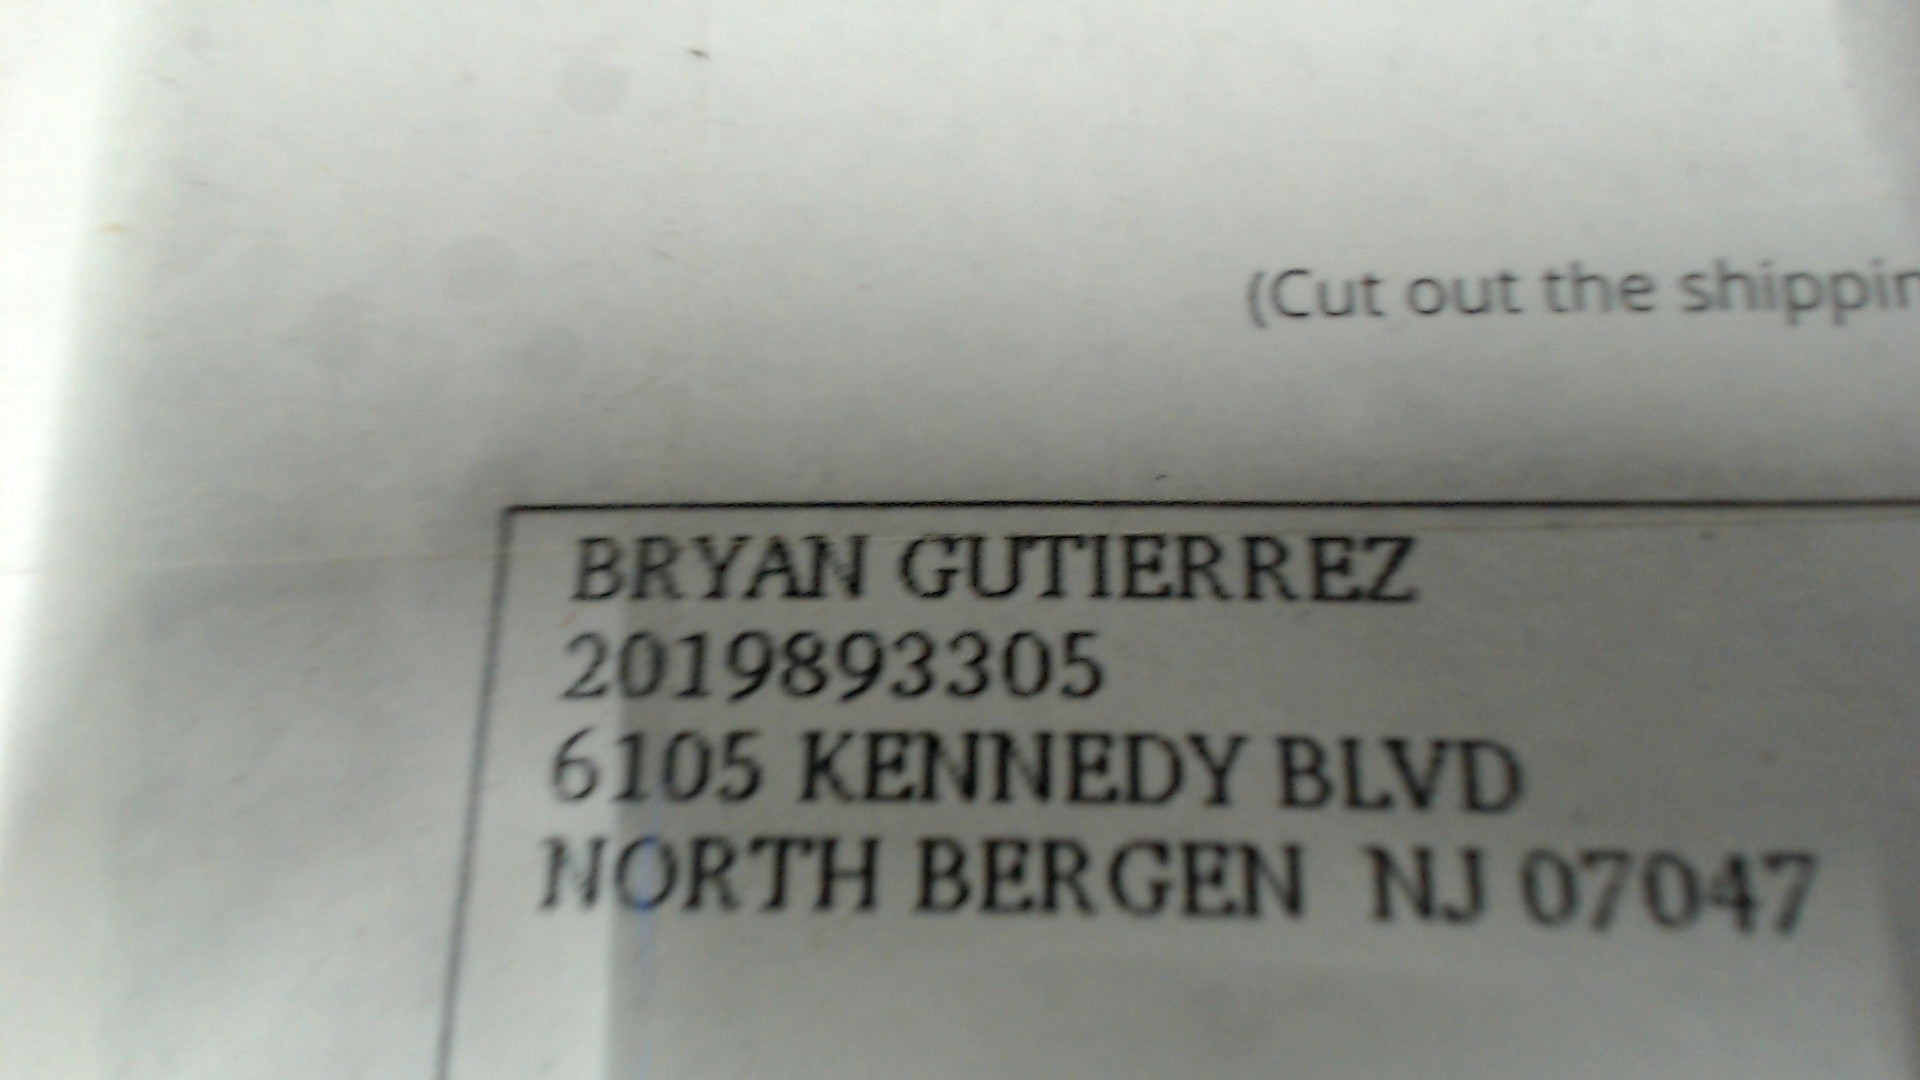 (Cut out the shippin
BRYAN GUTIERREZ
2019893305
6105 KENNEDY BLVD
NORTH BERGEN NJ 07047